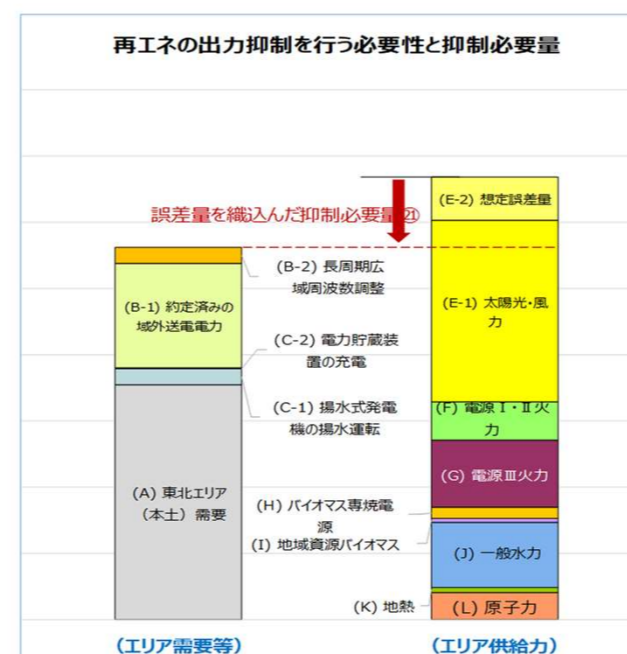 再エネの出力抑制を行う必要性と抑制必要量
誤差量を織込んだ抑制必要量㉑
(B-2) 長周期広
域周波数調整
(B-1) 約定済みの
域外送電電力
(C-2) 電力貯蔵装
置の充電
(C-1) 揚水式発電
機の揚水運転
(A) 東北エリア
（本土）需要
(E-2) 想定誤差量
(E-1) 太陽光・風
力
(F) 電源Ⅰ・Ⅱ火
力
(G) 電源Ⅲ火力
(H) バイオマス専焼電
源
(I) 地域資源バイオマス
(J) 一般水力
(K) 地熱
(L) 原子力
（エリア需要等）
（エリア供給力）